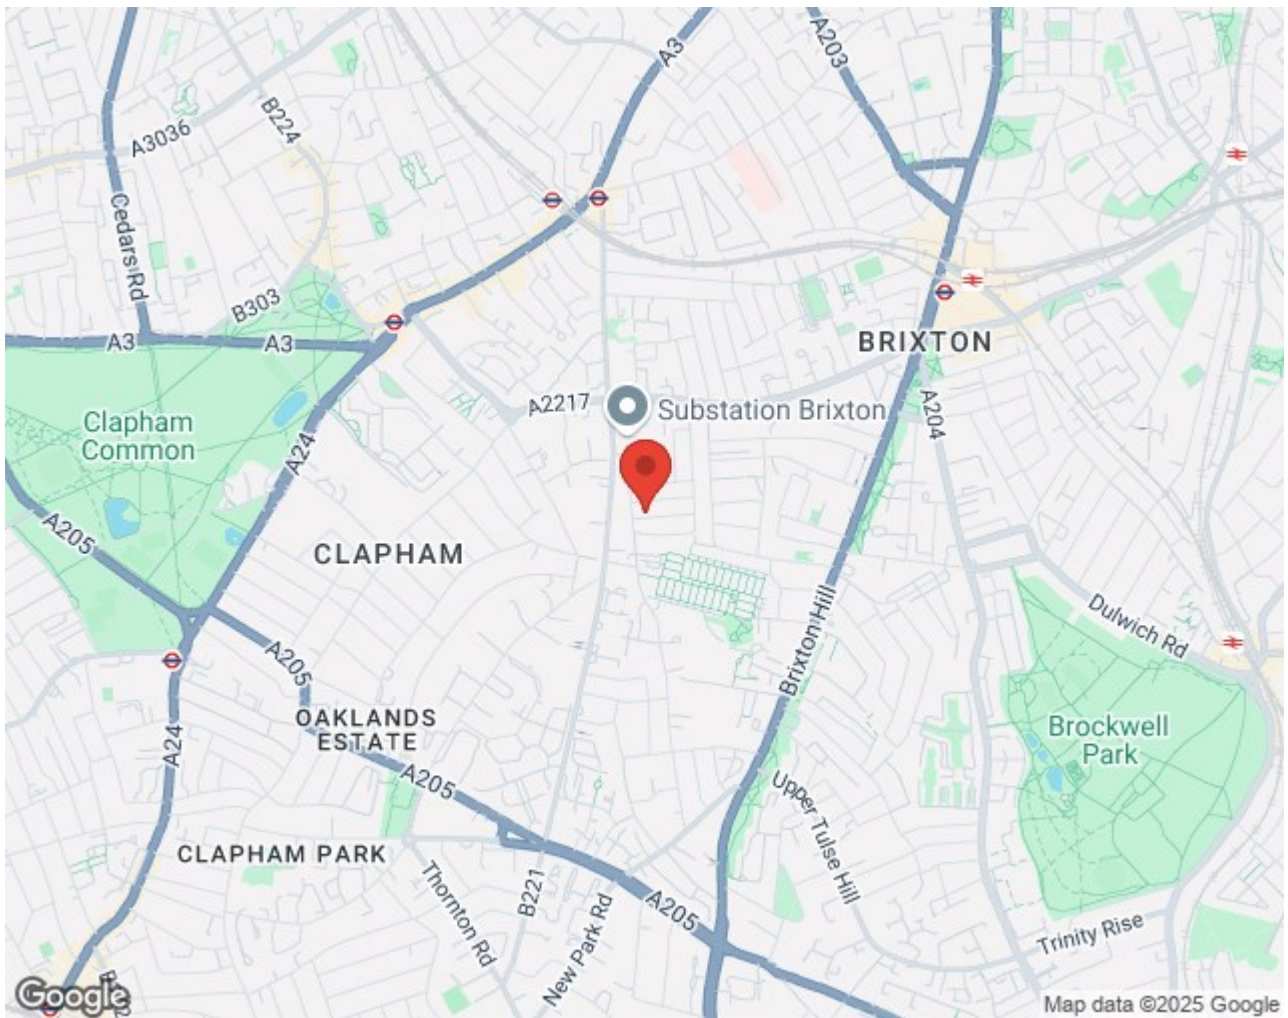 A3
A203
B224
A3036
Cedars Rd
B303
A3
A3
BRIXTON
A2217
Substation Brixton
A204
Clapham
Common
A24
A205
CLAPHAM
Brixton Hill
Dulwich Rd
A205
OAKLANDS
ESTATE
A24
Brockwell
Park
A205
Upper Tulse Hill
CLAPHAM PARK
Thornton Rd
B221
New Park Rd
A205
Trinity Rise
Google
Map data ©2025 Google